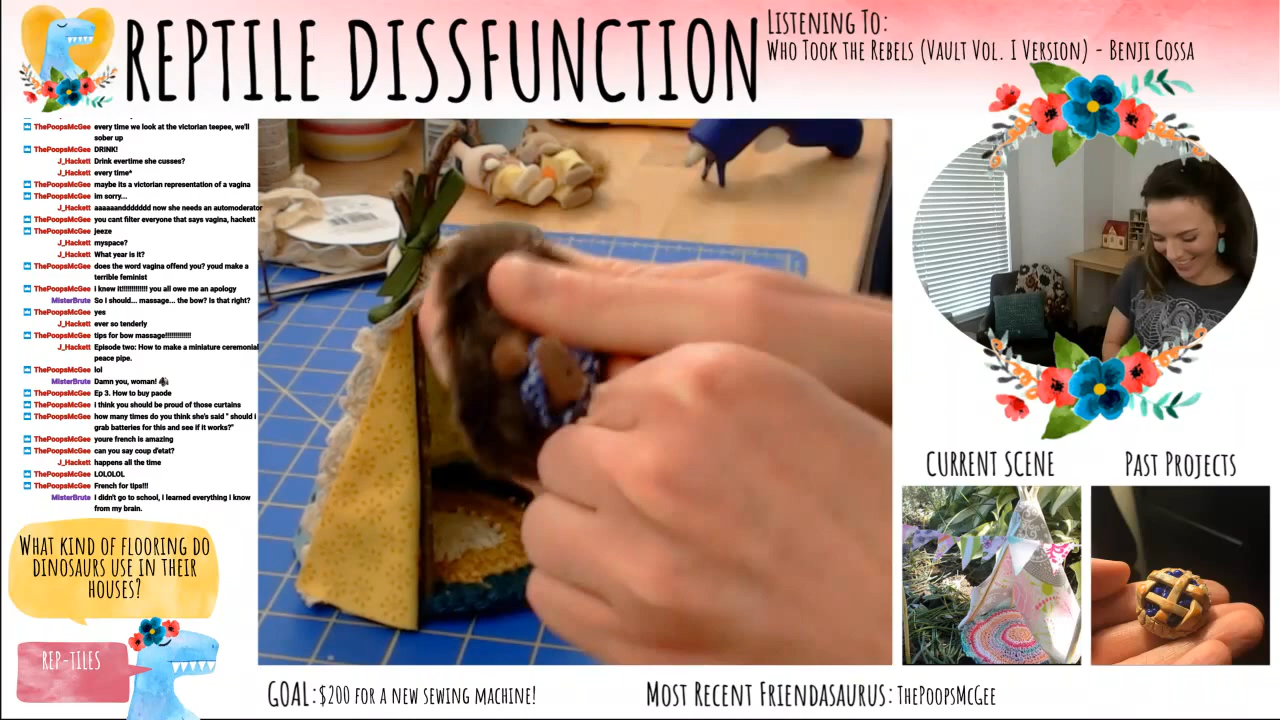 REPTILE DISSFUNCTION
LISTENING TO:
WHO TOOK THE REBELS (VAULT VOL. I VERSION) - BENJI COSSA
ThePoopsMcGee every time we look at the victorian teepee, we'll
sober up
ThePoopsMcGee DRINK!
J_Hackett Drink evertime she cusses?
J_Hackett every time*
ThePoopsMcGee maybe its a victorian representation of a vagina
ThePoopsMcGee im sorry...
J_Hackett aaaaanddddddd now she needs an automoderator
ThePoopsMcGee you cant filter everyone that says vagina, hackett
ThePoopsMcGee jeeze
J_Hackett myspace?
J_Hackett What year is it?
ThePoopsMcGee does the word vagina offend you? youd make a
terrible feminist
ThePoopsMcGee i knew it!!!!!!!!!!!!! you all owe me an apology
MisterBrute So i should... massage... the bow? Is that right?
ThePoopsMcGee yes
J_Hackett ever so tenderly
ThePoopsMcGee tips for bow massage!!!!!!!!!!!!!
J_Hackett Episode two: How to make a miniature ceremonial
peace pipe.
ThePoopsMcGee lol
MisterBrute Damn you, woman!
ThePoopsMcGee Ep 3. How to buy paode
ThePoopsMcGee i think you should be proud of those curtains
ThePoopsMcGee how many times do you think she's said " should i
grab batteries for this and see if it works?"
ThePoopsMcGee youre french is amazing
ThePoopsMcGee can you say coup d'etat?
J_Hackett happens all the time
ThePoopsMcGee LOLOLOL
ThePoopsMcGee French for tips!!!
MisterBrute I didn't go to school, I learned everything I know
from my brain.
WHAT KIND OF FLOORING DO
DINOSAURS USE IN THEIR
HOUSES?
REP-TILES
CURRENT SCENE
PAST PROJECTS
GOAL: $200 FOR A NEW SEWING MACHINE!
MOST RECENT FRIENDASAURUS: THEPOOPSMCGEE